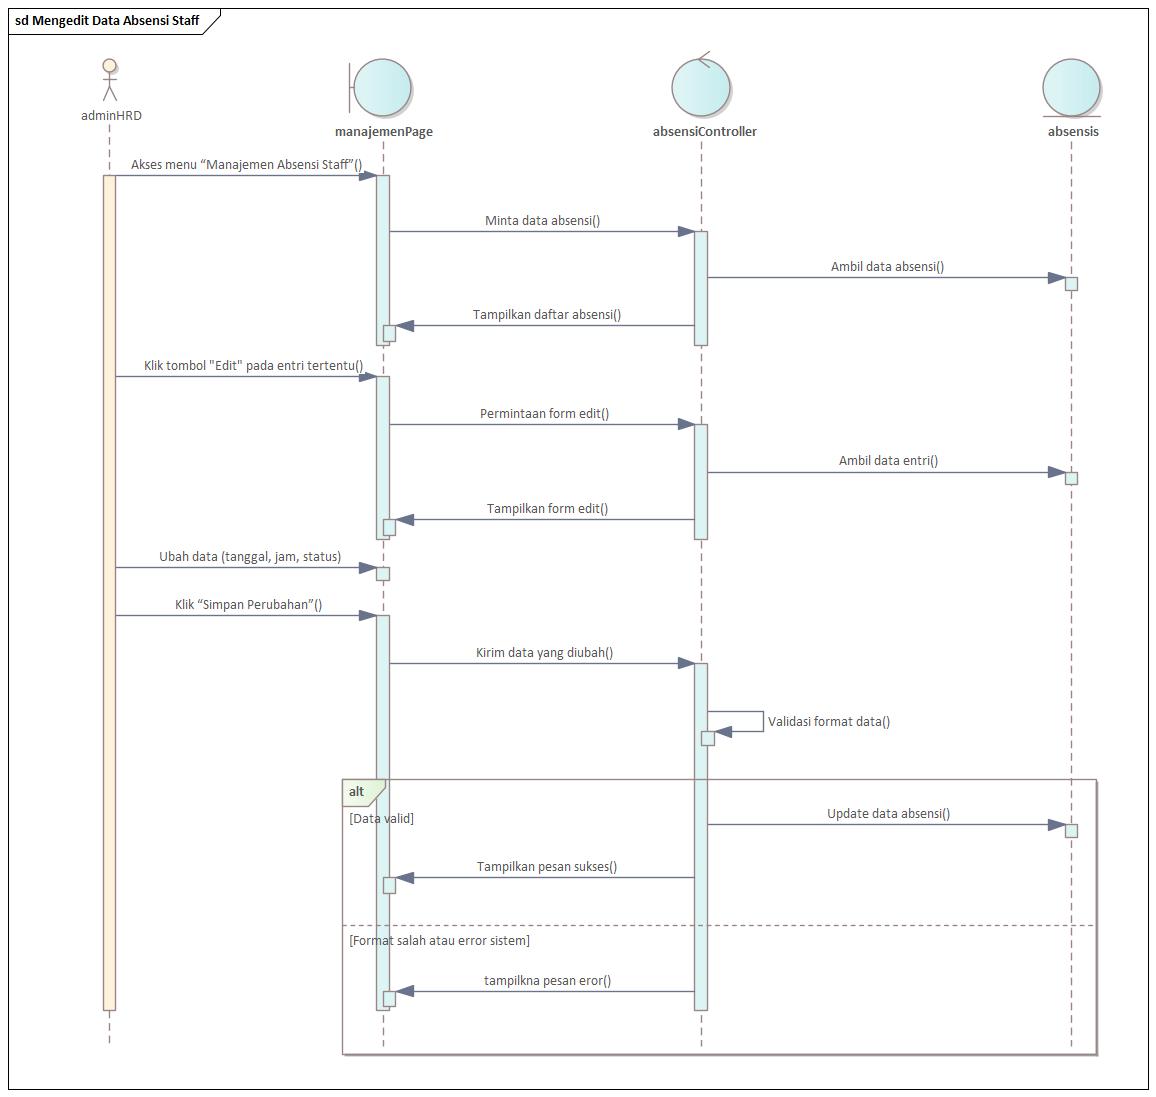 sd Mengedit Data Absensi Staff
adminHRD
manajemenPage
absensiController
absensis
Akses menu “Manajemen Absensi Staff”()
Minta data absensi()
Ambil data absensi()
Tampilkan daftar absensi()
Klik tombol "Edit" pada entri tertentu()
Permintaan form edit()
Ambil data entri()
Tampilkan form edit()
Ubah data (tanggal, jam, status)
Klik “Simpan Perubahan”()
Kirim data yang diubah()
Validasi format data()
alt
[Data valid]
Update data absensi()
Tampilkan pesan sukses()
[Format salah atau error sistem]
tampilkna pesan eror()